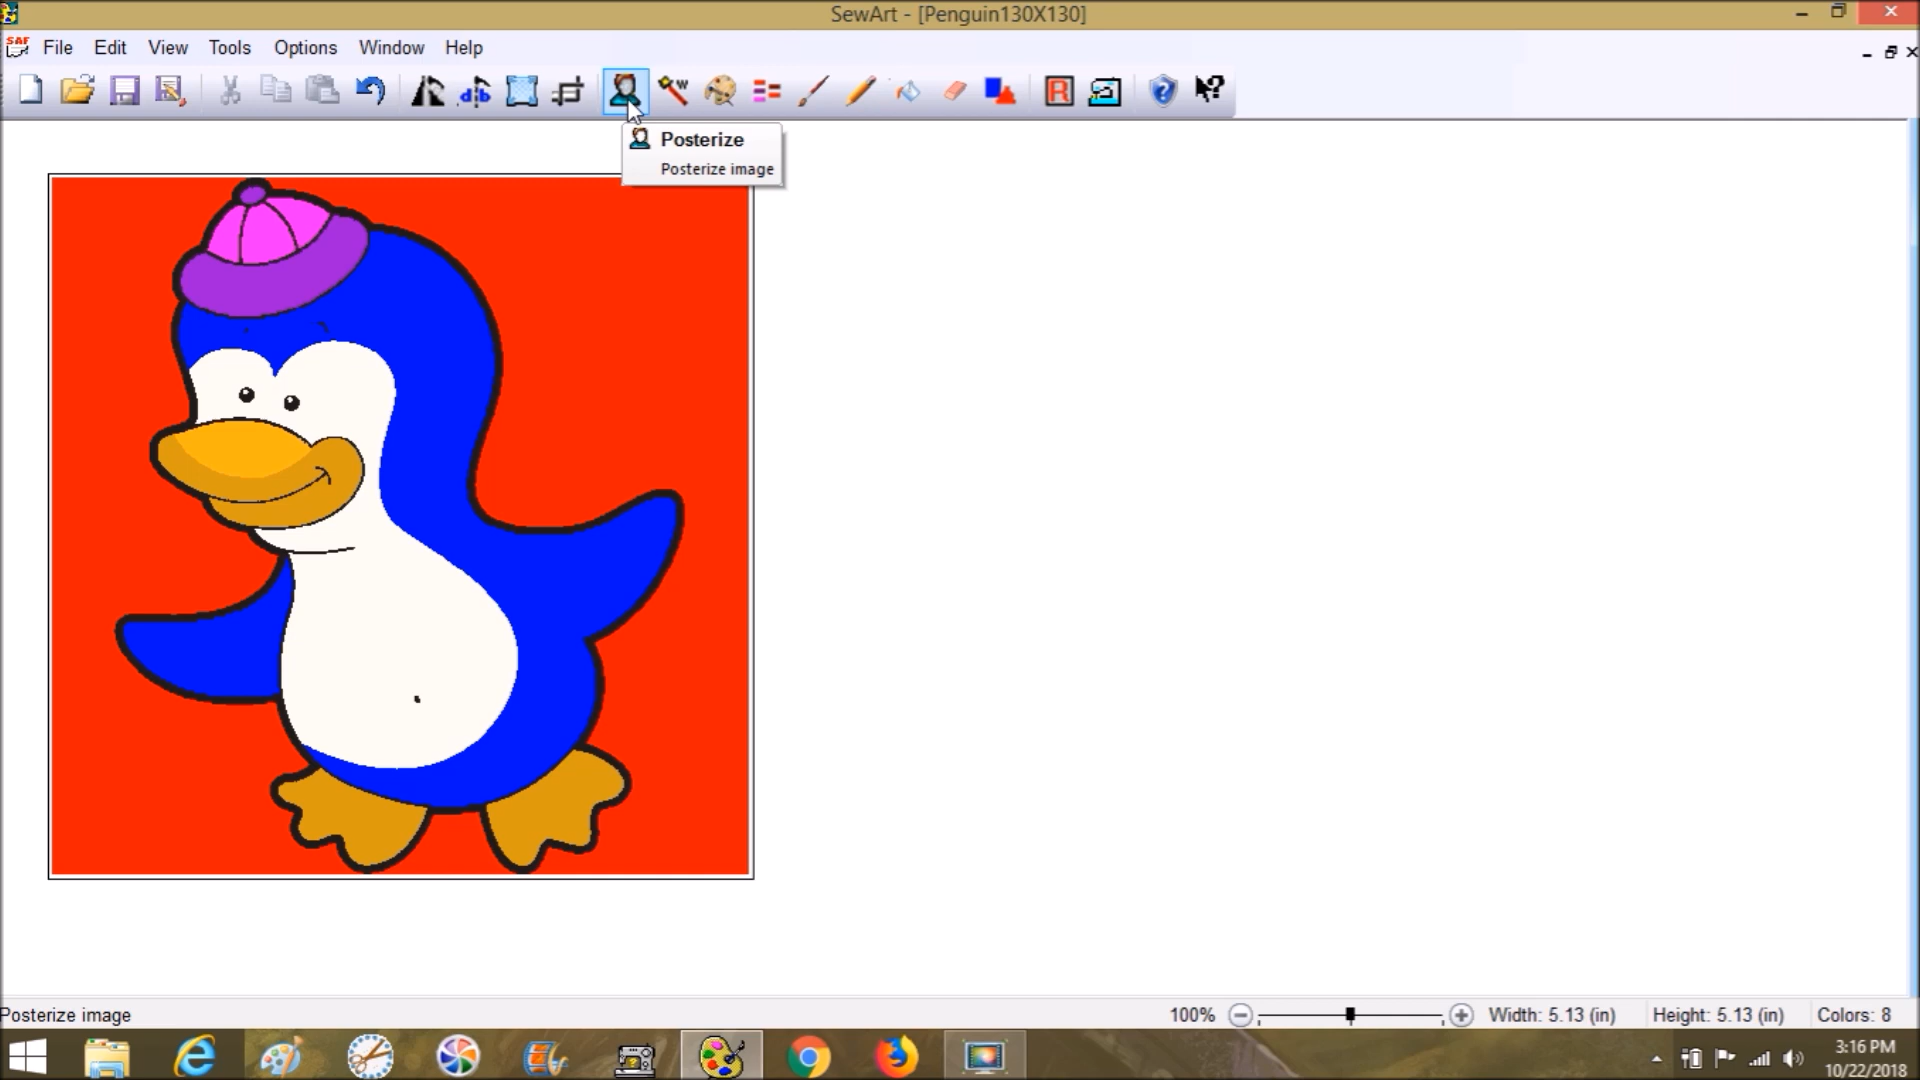 SewArt - [Penguin130X130]
SAF File Edit View Tools Options Window Help
W
R
Posterize
Posterize image
Posterize image 100% Width: 5.13 (in) Height: 5.13 (in) Colors: 8
3:16 PM
10/22/2018